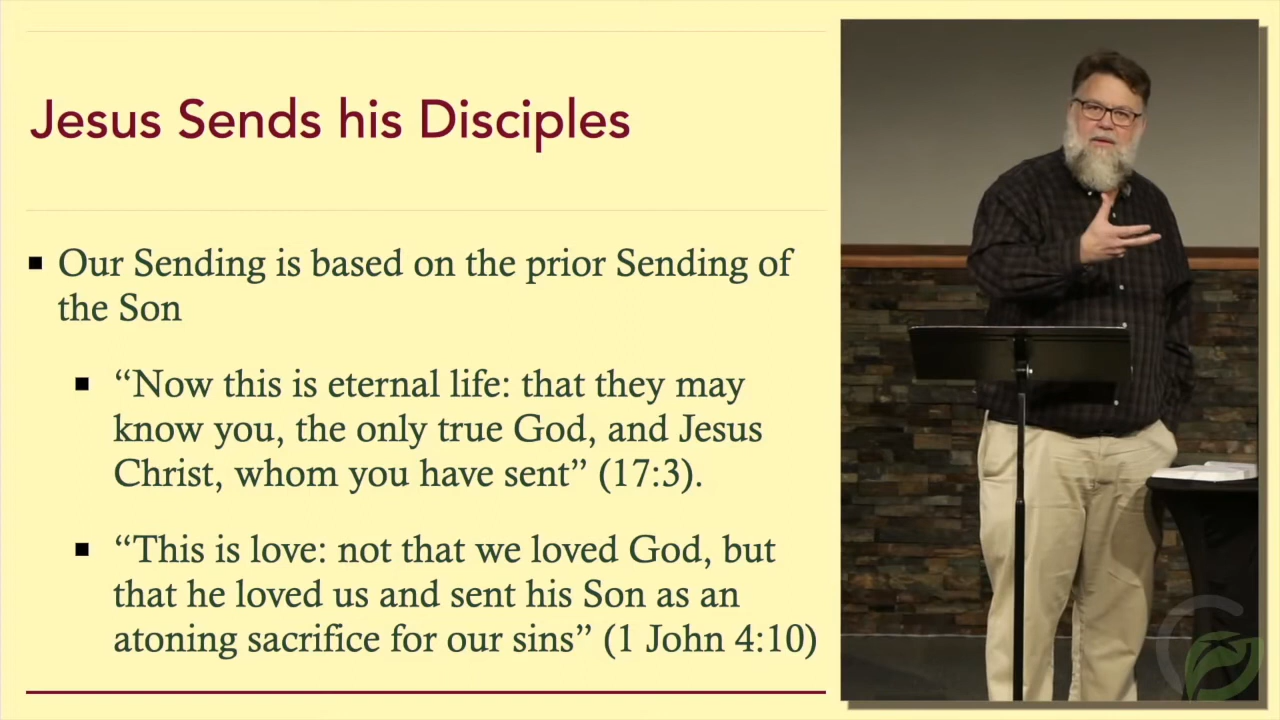 Jesus Sends his Disciples
Our Sending is based on the prior Sending of
the Son
“Now this is eternal life: that they may
know you, the only true God, and Jesus
Christ, whom you have sent” (17:3).
“This is love: not that we loved God, but
that he loved us and sent his Son as an
atoning sacrifice for our sins” (1 John 4:10)